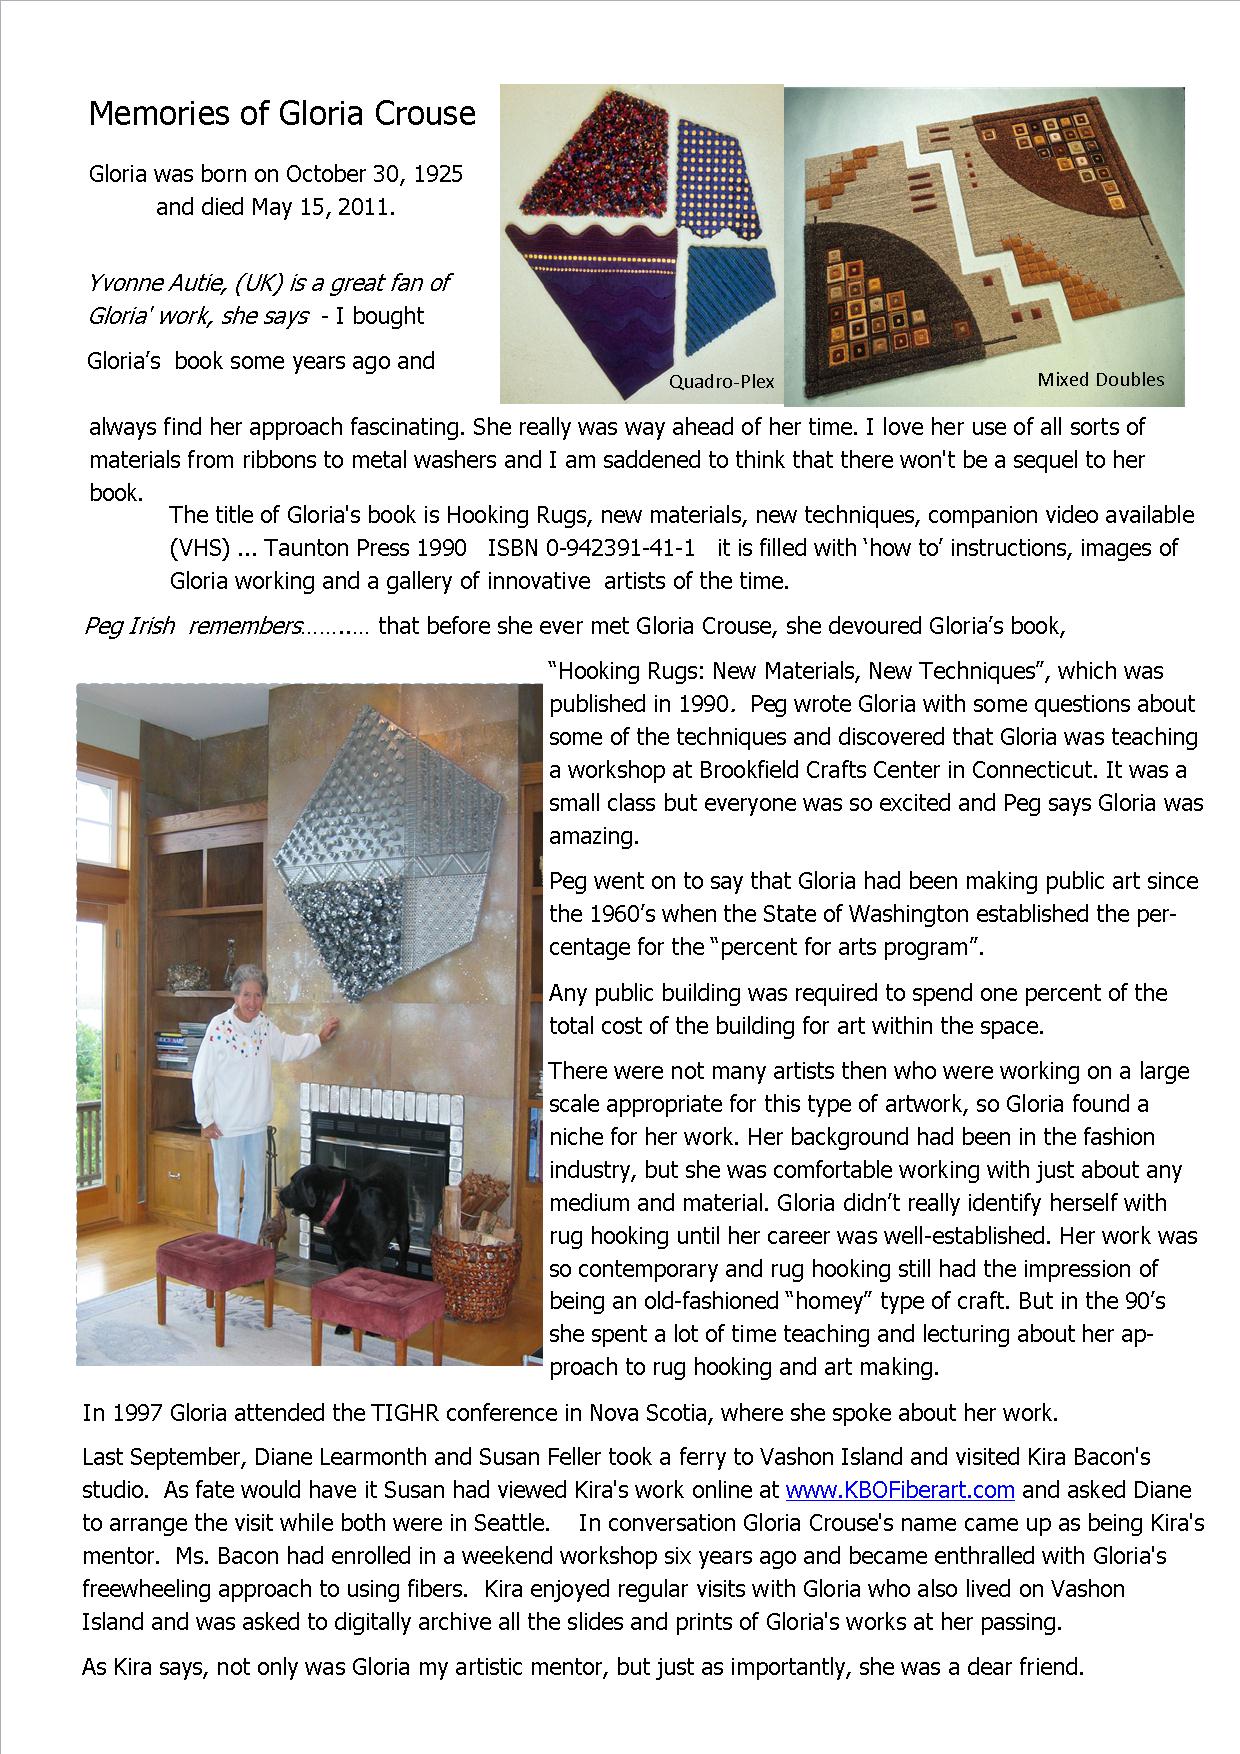 Memories of Gloria Crouse
Gloria was born on October 30, 1925
and died May 15, 2011.
Quadro-Plex
Mixed Doubles
Yvonne Autie, (UK) is a great fan of
Gloria' work, she says  - I bought
Gloria’s  book some years ago and
always find her approach fascinating. She really was way ahead of her time. I love her use of all sorts of
materials from ribbons to metal washers and I am saddened to think that there won't be a sequel to her
book.
The title of Gloria's book is Hooking Rugs, new materials, new techniques, companion video available
(VHS) ... Taunton Press 1990   ISBN 0-942391-41-1   it is filled with ‘how to’ instructions, images of
Gloria working and a gallery of innovative  artists of the time.
Peg Irish  remembers……..… that before she ever met Gloria Crouse, she devoured Gloria’s book,
“Hooking Rugs: New Materials, New Techniques”, which was
published in 1990.  Peg wrote Gloria with some questions about
some of the techniques and discovered that Gloria was teaching
a workshop at Brookfield Crafts Center in Connecticut. It was a
small class but everyone was so excited and Peg says Gloria was
amazing.
Peg went on to say that Gloria had been making public art since
the 1960’s when the State of Washington established the per-
centage for the “percent for arts program”.
Any public building was required to spend one percent of the
total cost of the building for art within the space.
There were not many artists then who were working on a large
scale appropriate for this type of artwork, so Gloria found a
niche for her work. Her background had been in the fashion
industry, but she was comfortable working with just about any
medium and material. Gloria didn’t really identify herself with
rug hooking until her career was well-established. Her work was
so contemporary and rug hooking still had the impression of
being an old-fashioned “homey” type of craft. But in the 90’s
she spent a lot of time teaching and lecturing about her ap-
proach to rug hooking and art making.
In 1997 Gloria attended the TIGHR conference in Nova Scotia, where she spoke about her work.
Last September, Diane Learmonth and Susan Feller took a ferry to Vashon Island and visited Kira Bacon's
studio.  As fate would have it Susan had viewed Kira's work online at www.KBOFiberart.com and asked Diane
to arrange the visit while both were in Seattle.    In conversation Gloria Crouse's name came up as being Kira's
mentor.  Ms. Bacon had enrolled in a weekend workshop six years ago and became enthralled with Gloria's
freewheeling approach to using fibers.  Kira enjoyed regular visits with Gloria who also lived on Vashon
Island and was asked to digitally archive all the slides and prints of Gloria's works at her passing.
As Kira says, not only was Gloria my artistic mentor, but just as importantly, she was a dear friend.